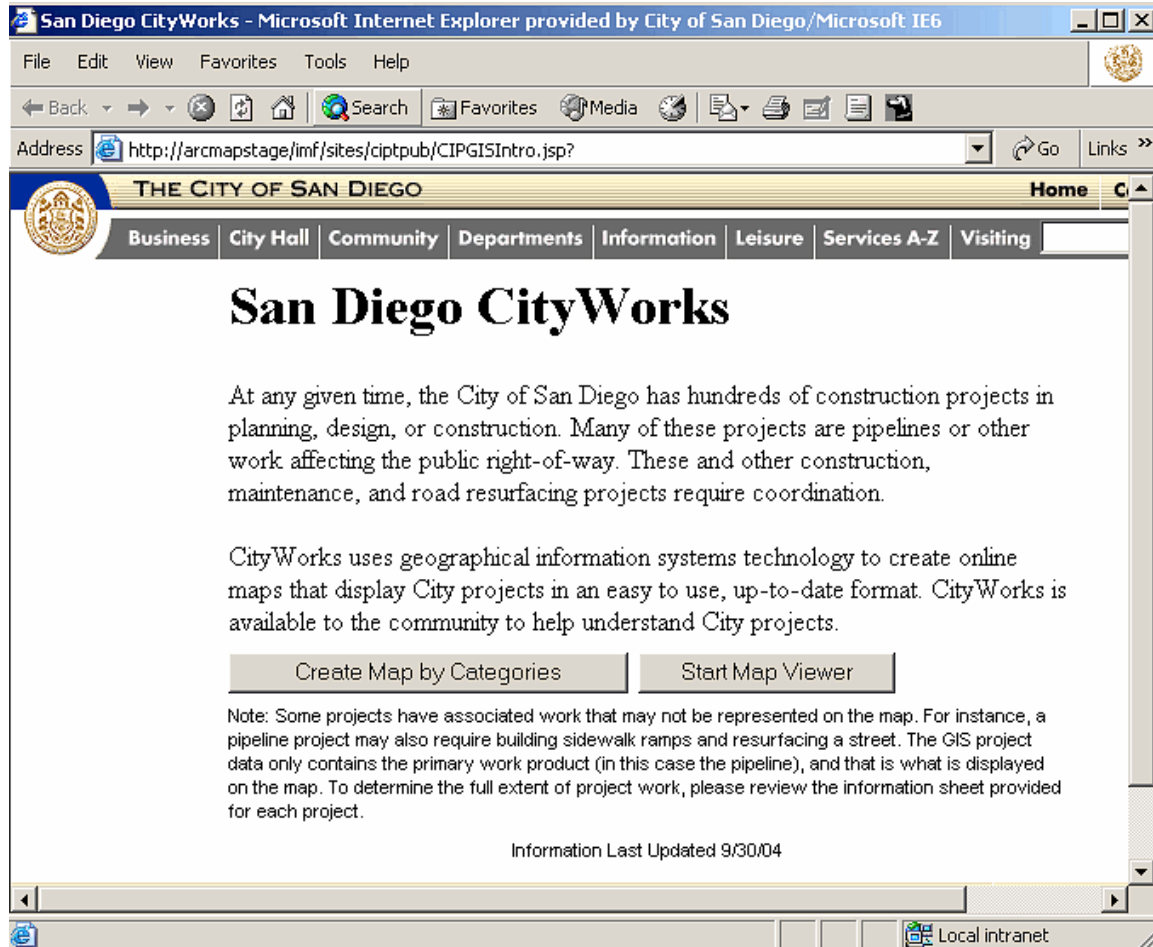 San Diego CityWorks - Microsoft Internet Explorer provided by City of San Diego/Microsoft IE6
File Edit View Favorites Tools Help
Back Search Favorites Media
Address http://arcmapstage/imf/sites/ciptpub/CIPGISIntro.jsp? Go Links »
THE CITY OF SAN DIEGO Home
Business City Hall Community Departments Information Leisure Services A-Z Visiting
San Diego CityWorks
At any given time, the City of San Diego has hundreds of construction projects in
planning, design, or construction. Many of these projects are pipelines or other
work affecting the public right-of-way. These and other construction,
maintenance, and road resurfacing projects require coordination.
CityWorks uses geographical information systems technology to create online
maps that display City projects in an easy to use, up-to-date format. CityWorks is
available to the community to help understand City projects.
Create Map by Categories Start Map Viewer
Note: Some projects have associated work that may not be represented on the map. For instance, a
pipeline project may also require building sidewalk ramps and resurfacing a street. The GIS project
data only contains the primary work product (in this case the pipeline), and that is what is displayed
on the map. To determine the full extent of project work, please review the information sheet provided
for each project.
Information Last Updated 9/30/04
Local intranet